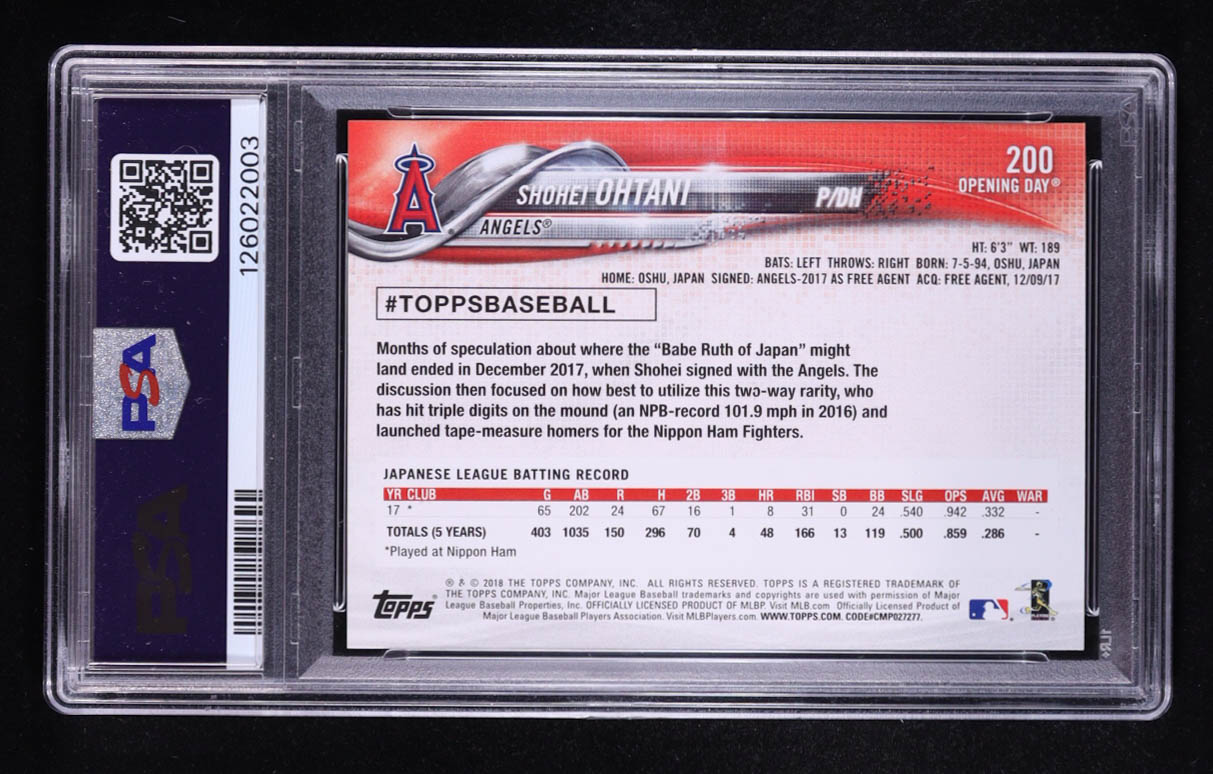 126022003
PSA
PSA
200
OPENING DAY®
SHOHEI OHTANI P/DH
A
ANGELS®
HT: 6'3" WT: 189
BATS: LEFT THROWS: RIGHT BORN: 7-5-94, OSHU, JAPAN
HOME: OSHU, JAPAN SIGNED: ANGELS-2017 AS FREE AGENT ACQ: FREE AGENT, 12/09/17
#TOPPSBASEBALL
Months of speculation about where the “Babe Ruth of Japan” might
land ended in December 2017, when Shohei signed with the Angels. The
discussion then focused on how best to utilize this two-way rarity, who
has hit triple digits on the mound (an NPB-record 101.9 mph in 2016) and
launched tape-measure homers for the Nippon Ham Fighters.
JAPANESE LEAGUE BATTING RECORD
YR CLUB G AB R H 2B 3B HR RBI SB BB SLG OPS AVG WAR
17 * 65 202 24 67 16 1 8 31 0 24 .540 .942 .332 -
TOTALS (5 YEARS) 403 1035 150 296 70 4 48 166 13 119 .500 .859 .286 -
*Played at Nippon Ham
Topps®
® & © 2018 THE TOPPS COMPANY, INC. ALL RIGHTS RESERVED. TOPPS IS A REGISTERED TRADEMARK OF
THE TOPPS COMPANY, INC. Major League Baseball trademarks and copyrights are used with permission of Major
League Baseball Properties, Inc. OFFICIALLY LICENSED PRODUCT OF MLBP. Visit MLB.com Officially Licensed Product of
Major League Baseball Players Association. Visit MLBPlayers.com. WWW.TOPPS.COM. CODE#CMP027277.